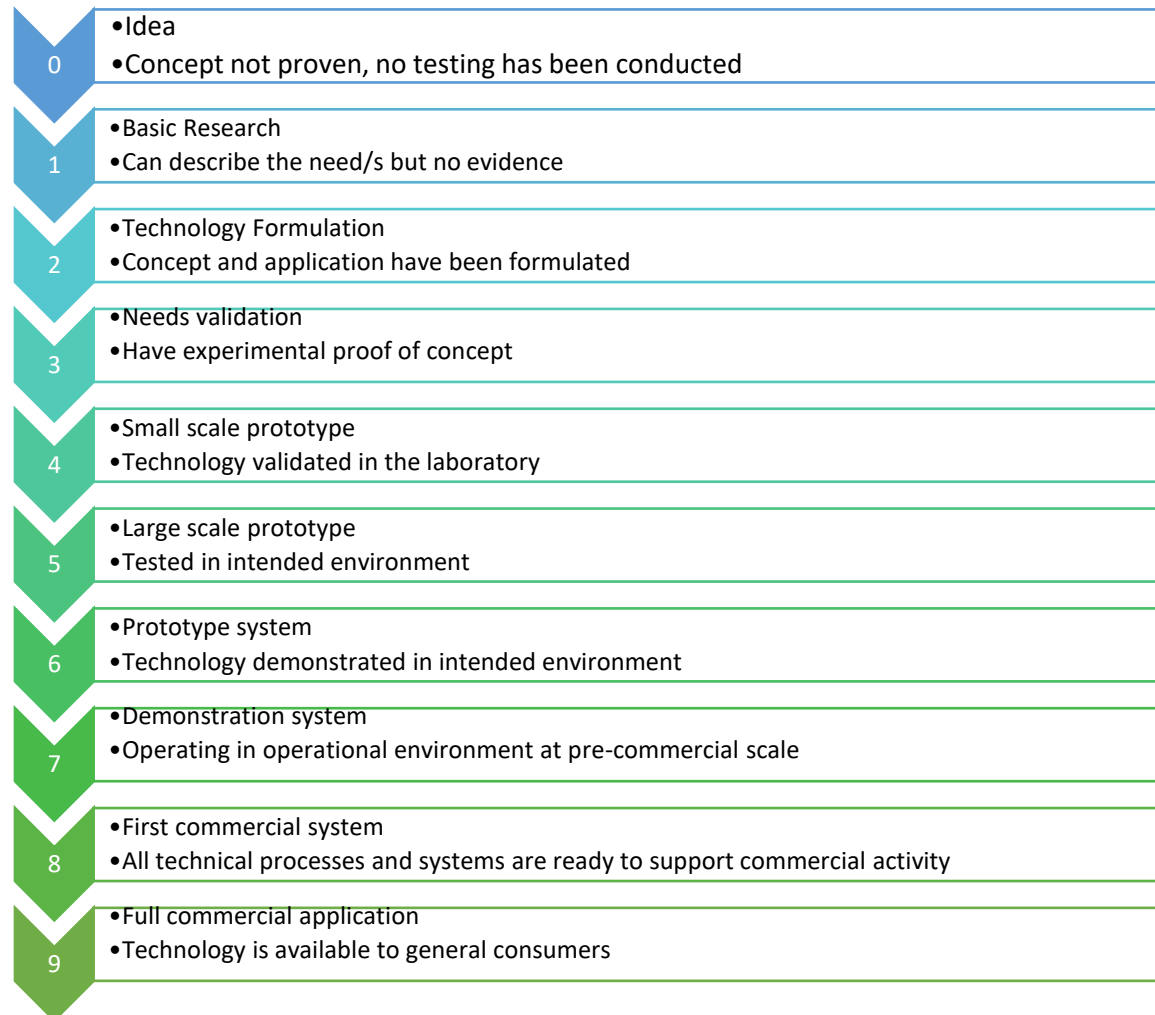 0
•Idea
•Concept not proven, no testing has been conducted
1
•Basic Research
•Can describe the need/s but no evidence
2
•Technology Formulation
•Concept and application have been formulated
3
•Needs validation
•Have experimental proof of concept
4
•Small scale prototype
•Technology validated in the laboratory
5
•Large scale prototype
•Tested in intended environment
6
•Prototype system
•Technology demonstrated in intended environment
7
•Demonstration system
•Operating in operational environment at pre-commercial scale
8
•First commercial system
•All technical processes and systems are ready to support commercial activity
9
•Full commercial application
•Technology is available to general consumers